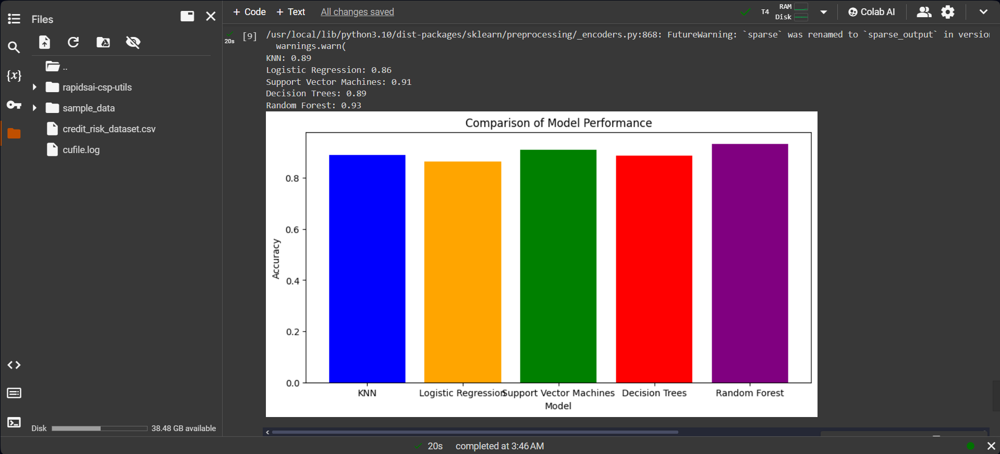 Files
..
rapidsai-csp-utils
sample_data
credit_risk_dataset.csv
cufile.log
{x}
Disk 38.48 GB available
+ Code + Text All changes saved
T4 RAM Disk
Colab AI
20s
[9] /usr/local/lib/python3.10/dist-packages/sklearn/preprocessing/_encoders.py:868: FutureWarning: `sparse` was renamed to `sparse_output` in version
warnings.warn(
KNN: 0.89
Logistic Regression: 0.86
Support Vector Machines: 0.91
Decision Trees: 0.89
Random Forest: 0.93
Comparison of Model Performance
Accuracy
0.8
0.6
0.4
0.2
0.0
KNN Logistic Regression Support Vector Machines Decision Trees Random Forest
Model
20s completed at 3:46 AM